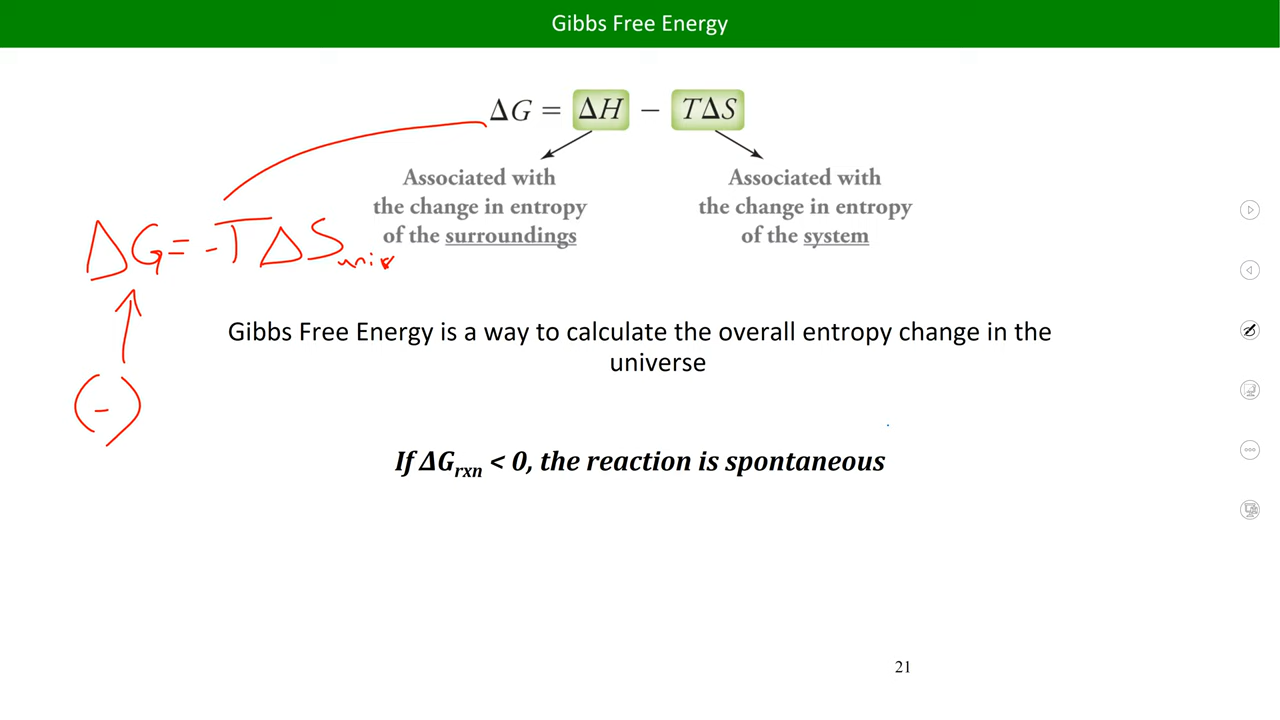 Gibbs Free Energy
ΔG = ΔH − TΔS
Associated with
the change in entropy
of the surroundings
Associated with
the change in entropy
of the system
ΔG = -TΔSuniv
(-)
Gibbs Free Energy is a way to calculate the overall entropy change in the
universe
If ΔGrxn < 0, the reaction is spontaneous
21